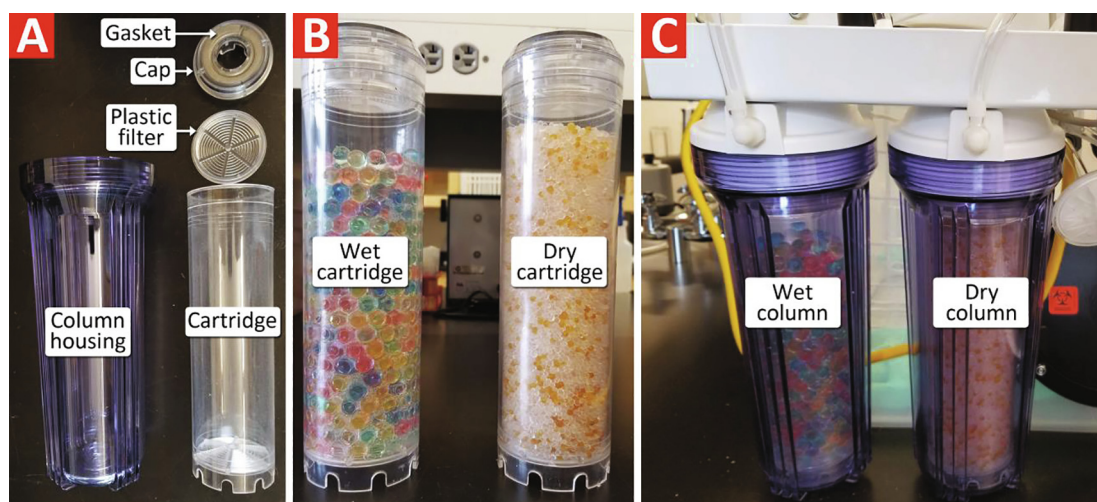 A
Gasket
Cap
Plastic
filter
Column
housing
Cartridge
B
Wet
cartridge
Dry
cartridge
C
Wet
column
Dry
column